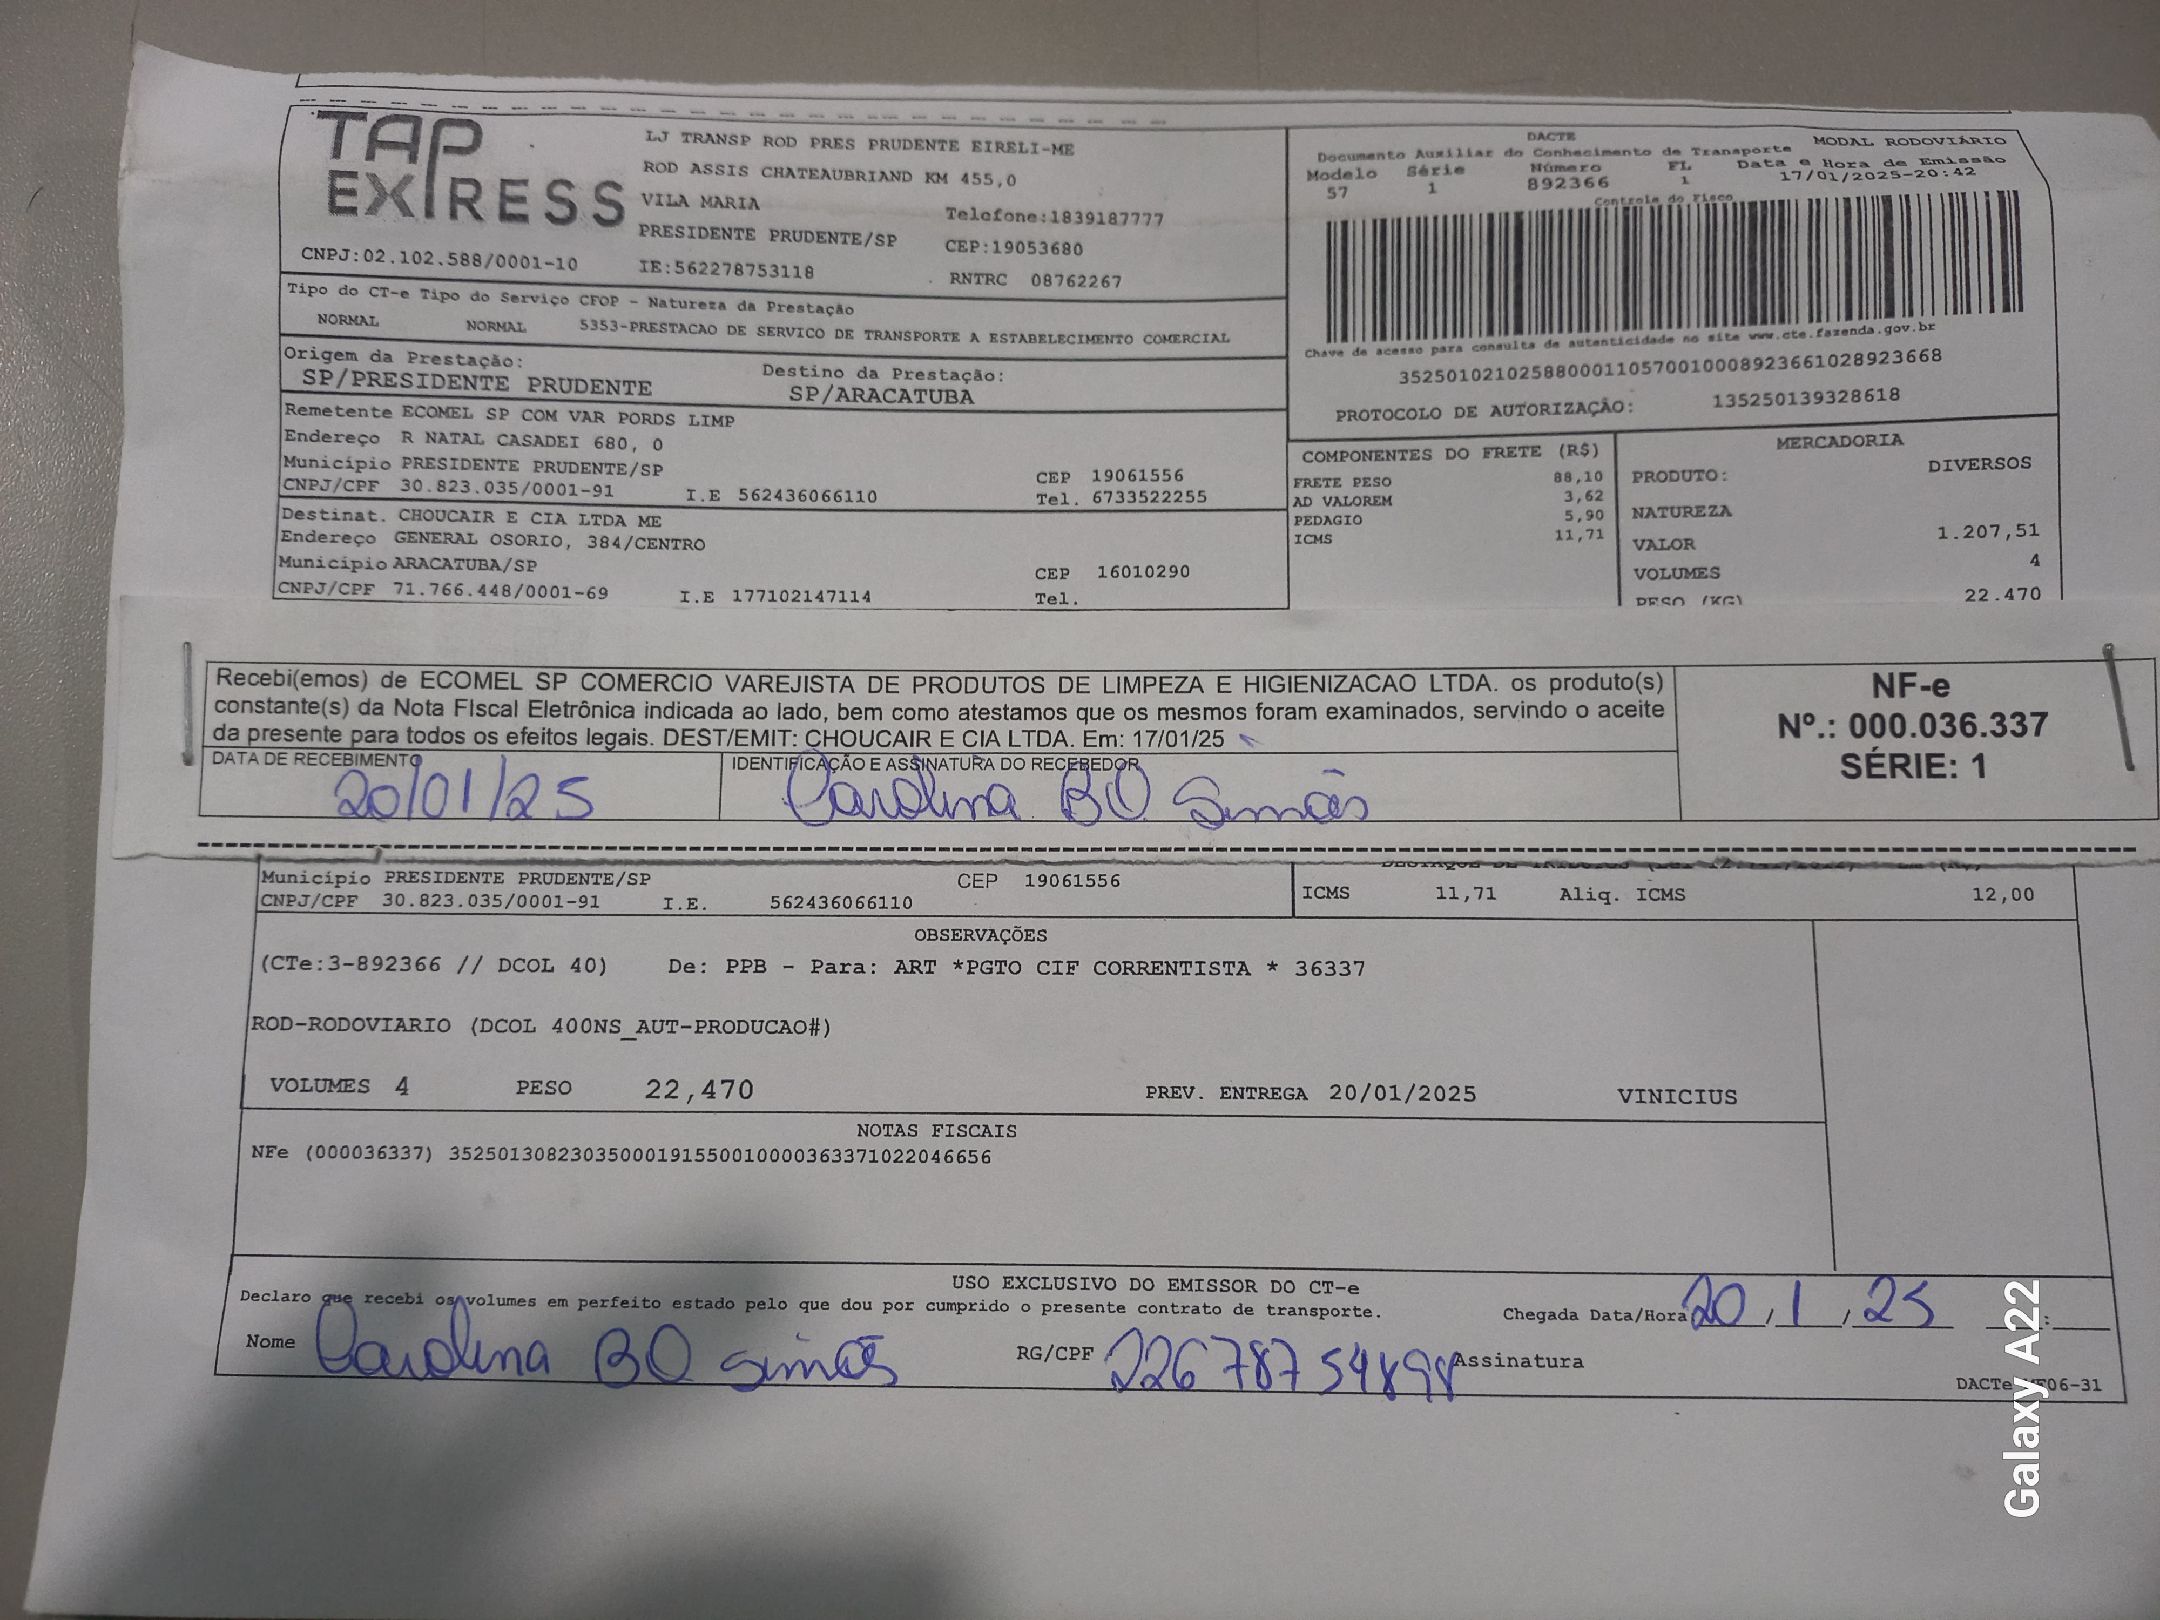 TAP EXPRESS
LJ TRANSP ROD PRES PRUDENTE EIRELI-ME
ROD ASSIS CHATEAUBRIAND KM 455,0
VILA MARIA
Telefone:1839187777
PRESIDENTE PRUDENTE/SP CEP:19053680
CNPJ:02.102.588/0001-10 IE:562278753118 RNTRC 08762267
DACTE MODAL RODOVIÁRIO
Documento Auxiliar do Conhecimento de Transporte
Modelo Série Número FL Data e Hora de Emissão
57 1 892366 1 17/01/2025-20:42
Controle do Fisco
Chave de acesso para consulta de autenticidade no site www.cte.fazenda.gov.br
35250102102588000110570010008923661028923668
PROTOCOLO DE AUTORIZAÇÃO: 135250139328618
Tipo do CT-e Tipo do Serviço CFOP - Natureza da Prestação
NORMAL NORMAL 5353-PRESTACAO DE SERVICO DE TRANSPORTE A ESTABELECIMENTO COMERCIAL
Origem da Prestação: Destino da Prestação:
SP/PRESIDENTE PRUDENTE SP/ARACATUBA
Remetente ECOMEL SP COM VAR PORDS LIMP
Endereço R NATAL CASADEI 680, 0
Município PRESIDENTE PRUDENTE/SP CEP 19061556
CNPJ/CPF 30.823.035/0001-91 I.E 562436066110 Tel. 6733522255
Destinat. CHOUCAIR E CIA LTDA ME
Endereço GENERAL OSORIO, 384/CENTRO
Município ARACATUBA/SP CEP 16010290
CNPJ/CPF 71.766.448/0001-69 I.E 177102147114 Tel.
COMPONENTES DO FRETE (R$)
FRETE PESO 88,10
AD VALOREM 3,62
PEDAGIO 5,90
ICMS 11,71
MERCADORIA
PRODUTO: DIVERSOS
NATUREZA
VALOR 1.207,51
VOLUMES 4
PESO (KG) 22.470
Recebi(emos) de ECOMEL SP COMERCIO VAREJISTA DE PRODUTOS DE LIMPEZA E HIGIENIZACAO LTDA. os produto(s)
constante(s) da Nota FIscal Eletrônica indicada ao lado, bem como atestamos que os mesmos foram examinados, servindo o aceite
da presente para todos os efeitos legais. DEST/EMIT: CHOUCAIR E CIA LTDA. Em: 17/01/25
DATA DE RECEBIMENTO IDENTIFICAÇÃO E ASSINATURA DO RECEBEDOR
20/01/25 Carolina BO Simões
NF-e
Nº.: 000.036.337
SÉRIE: 1
Município PRESIDENTE PRUDENTE/SP CEP 19061556
CNPJ/CPF 30.823.035/0001-91 I.E. 562436066110
ICMS 11,71 Aliq. ICMS 12,00
OBSERVAÇÕES
(CTe:3-892366 // DCOL 40) De: PPB - Para: ART *PGTO CIF CORRENTISTA * 36337
ROD-RODOVIARIO (DCOL 400NS_AUT-PRODUCAO#)
VOLUMES 4 PESO 22,470 PREV. ENTREGA 20/01/2025 VINICIUS
NOTAS FISCAIS
NFe (000036337) 35250130823035000191550010000363371022046656
USO EXCLUSIVO DO EMISSOR DO CT-e
Declaro que recebi os volumes em perfeito estado pelo que dou por cumprido o presente contrato de transporte.
Chegada Data/Hora 20/1/25 :
Nome Carolina BO Simões RG/CPF 22678754898 Assinatura
Galaxy A22